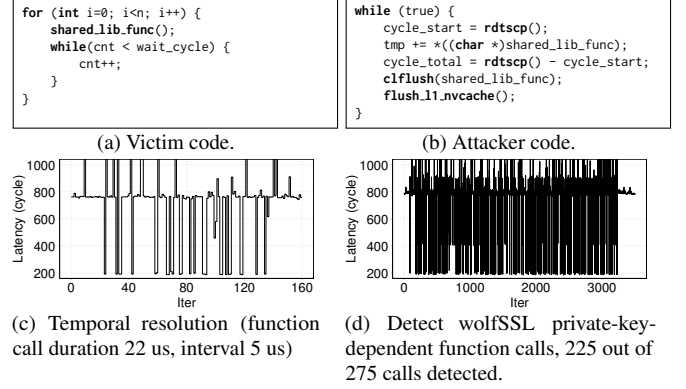 for (int i=0; i<n; i++) {
    shared_lib_func();
    while(cnt < wait_cycle) {
        cnt++;
    }
}
(a) Victim code.
while (true) {
    cycle_start = rdtscp();
    tmp += *((char *)shared_lib_func);
    cycle_total = rdtscp() - cycle_start;
    clflush(shared_lib_func);
    flush_l1_nvcache();
}
(b) Attacker code.
Latency (cycle)
1000
800
600
400
200
0 40 80 120 160
Iter
(c) Temporal resolution (function
call duration 22 us, interval 5 us)
Latency (cycle)
1000
800
600
400
200
0 1000 2000 3000
Iter
(d) Detect wolfSSL private-key-
dependent function calls, 225 out of
275 calls detected.